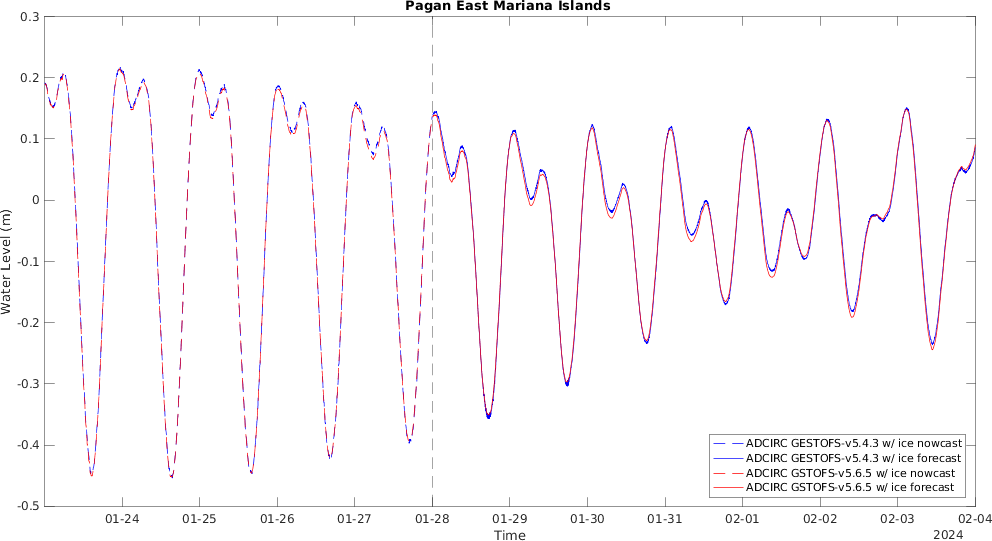 Pagan East Mariana Islands
0.3
0.2
0.1
0
-0.1
-0.2
-0.3
-0.4
-0.5
Water Level (m)
ADCIRC GESTOFS-v5.4.3 w/ ice nowcast
ADCIRC GESTOFS-v5.4.3 w/ ice forecast
ADCIRC GSTOFS-v5.6.5 w/ ice nowcast
ADCIRC GSTOFS-v5.6.5 w/ ice forecast
01-24 01-25 01-26 01-27 01-28 01-29 01-30 01-31 02-01 02-02 02-03 02-04
Time
2024